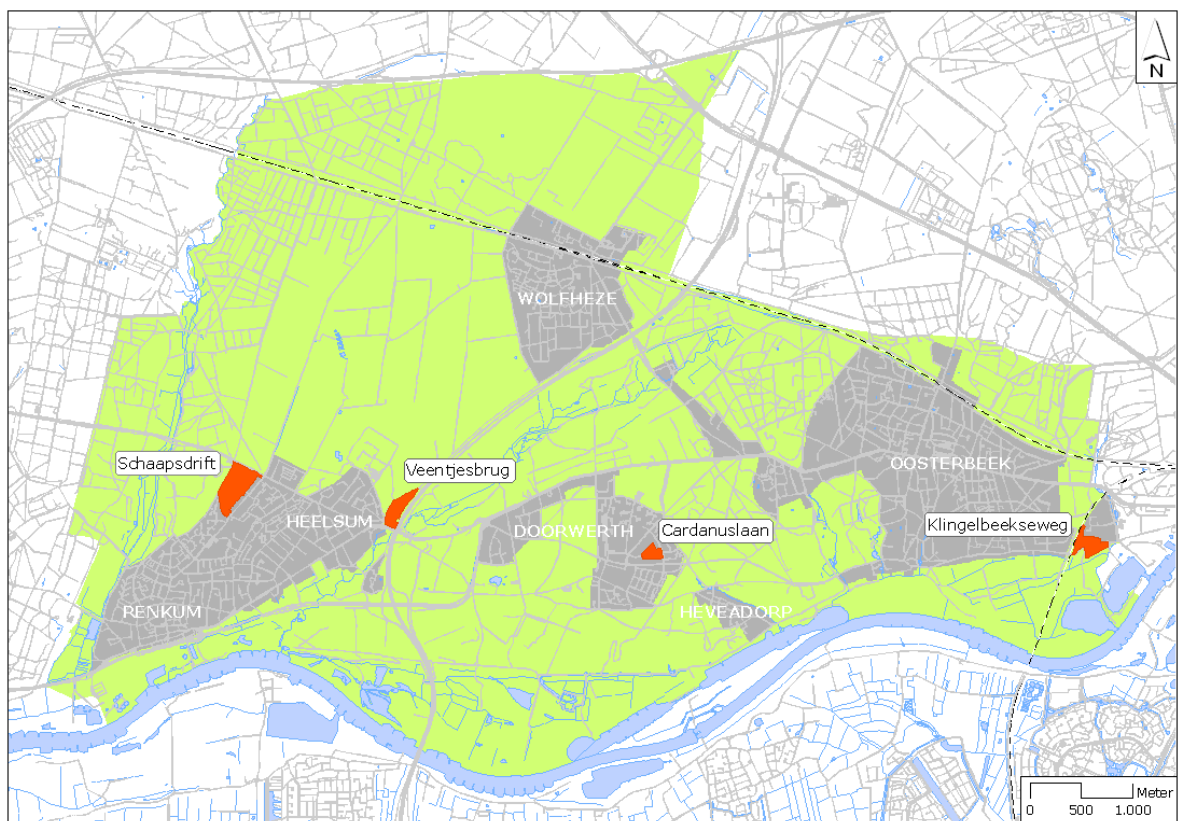 N
WOLFHEZE
Schaapsdrift
Veentjesbrug
OOSTERBEEK
HEELSUM
DOORWERTH
Cardanuslaan
Klingelbeekseweg
RENKUM
HEVEADORP
Meter
0 500 1.000